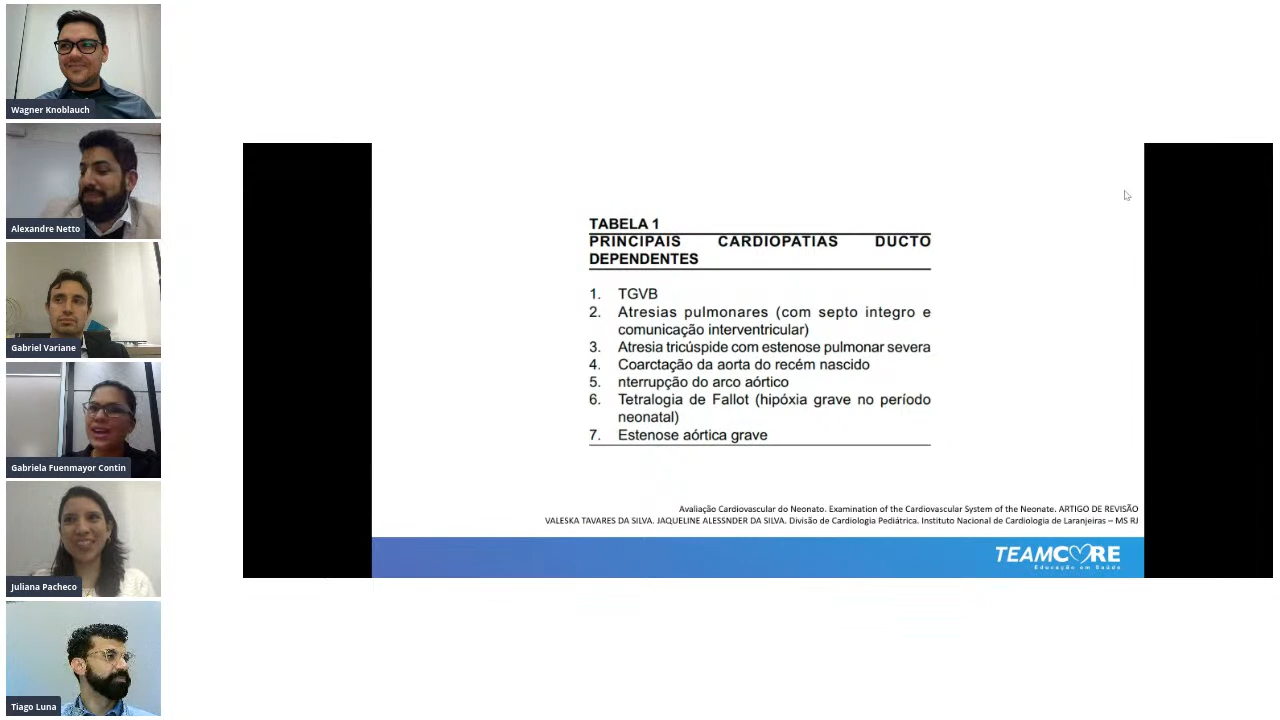 Wagner Knoblauch
Alexandre Netto
Gabriel Variane
Gabriela Fuenmayor Contin
Juliana Pacheco
Tiago Luna
TABELA 1
PRINCIPAIS CARDIOPATIAS DUCTO
DEPENDENTES
1. TGVB
2. Atresias pulmonares (com septo integro e
comunicação interventricular)
3. Atresia tricúspide com estenose pulmonar severa
4. Coarctação da aorta do recém nascido
5. nterrupção do arco aórtico
6. Tetralogia de Fallot (hipóxia grave no período
neonatal)
7. Estenose aórtica grave
Avaliação Cardiovascular do Neonato. Examination of the Cardiovascular System of the Neonate. ARTIGO DE REVISÃO
VALESKA TAVARES DA SILVA. JAQUELINE ALESSNDER DA SILVA. Divisão de Cardiologia Pediátrica. Instituto Nacional de Cardiologia de Laranjeiras – MS RJ
TEAMCORE
Educação em Saúde